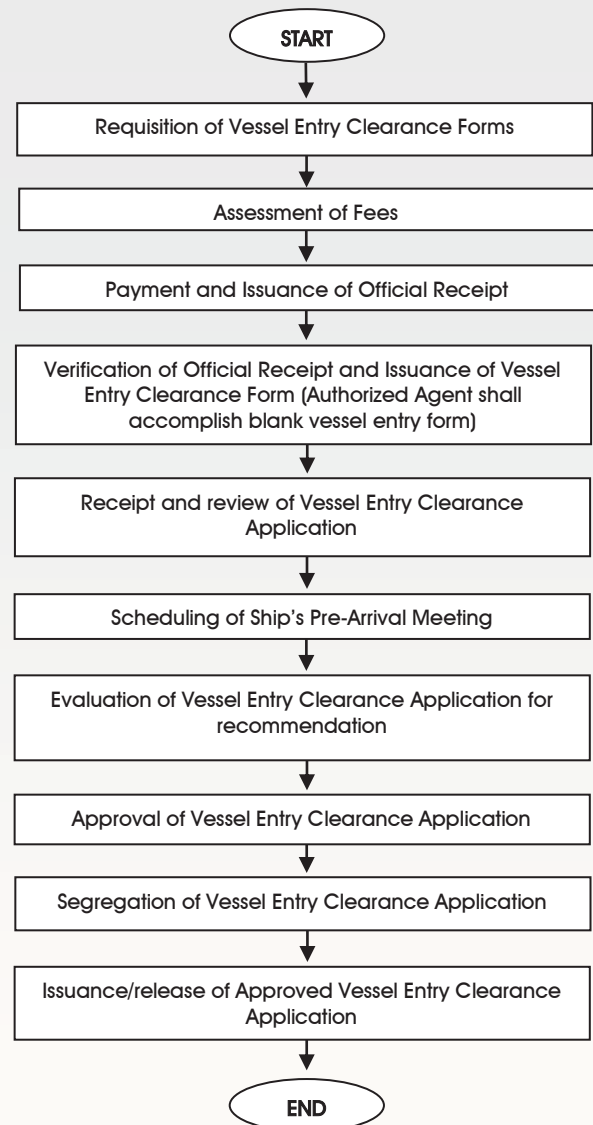 START
Requisition of Vessel Entry Clearance Forms
Assessment of Fees
Payment and Issuance of Official Receipt
Verification of Official Receipt and Issuance of Vessel
Entry Clearance Form (Authorized Agent shall
accomplish blank vessel entry form)
Receipt and review of Vessel Entry Clearance
Application
Scheduling of Ship's Pre-Arrival Meeting
Evaluation of Vessel Entry Clearance Application for
recommendation
Approval of Vessel Entry Clearance Application
Segregation of Vessel Entry Clearance Application
Issuance/release of Approved Vessel Entry Clearance
Application
END